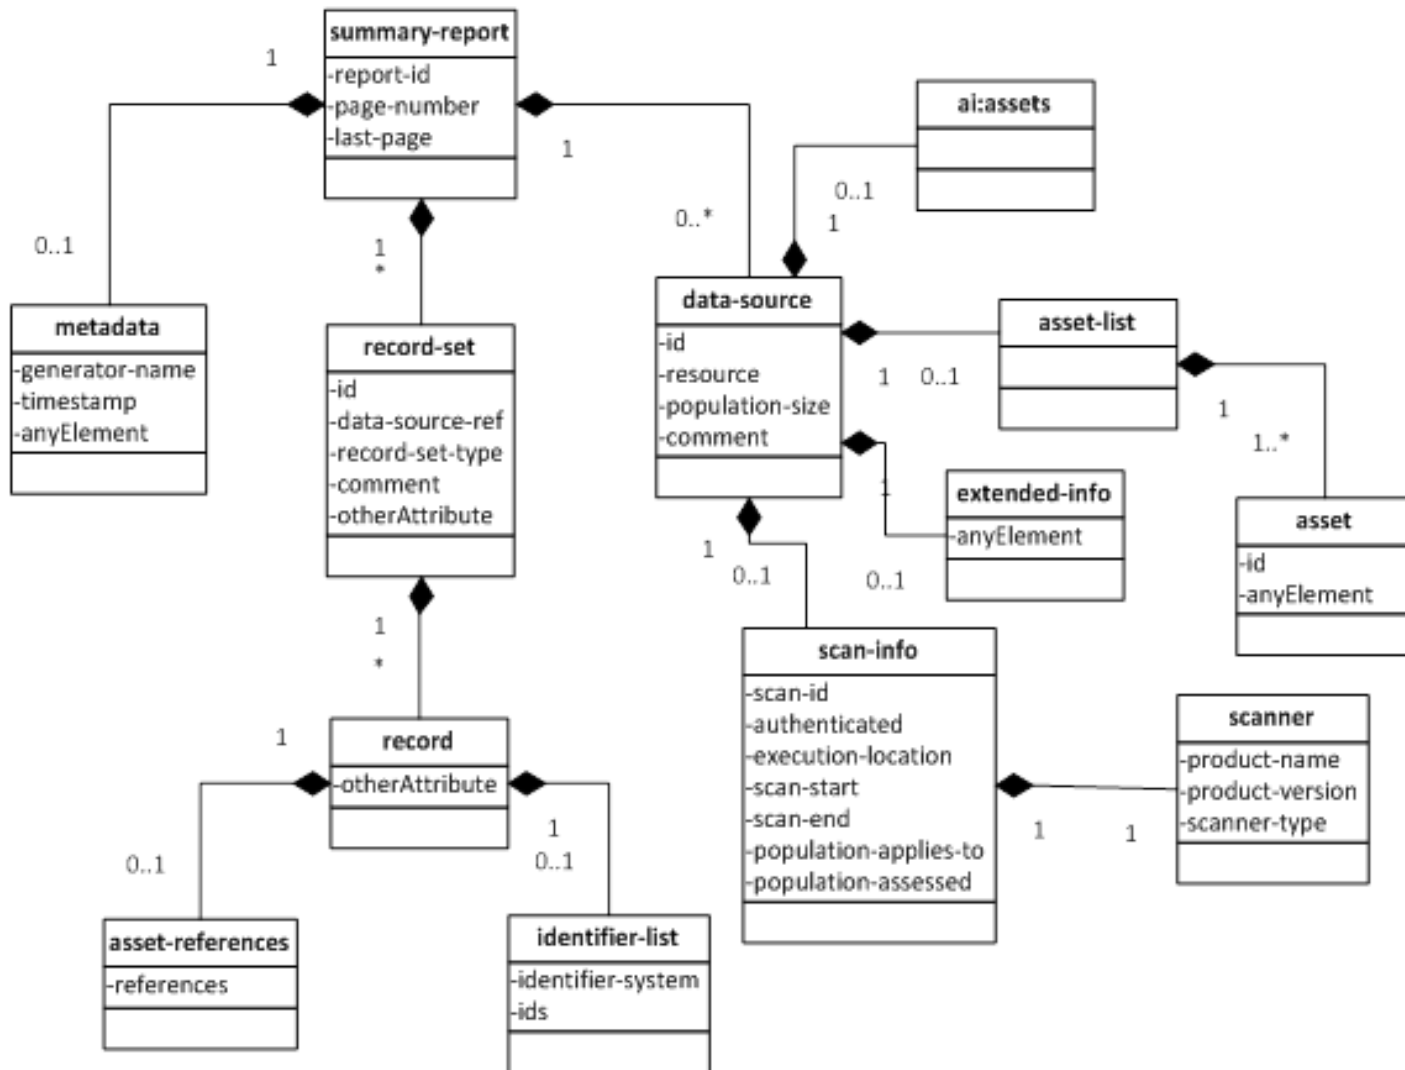 summary-report
-report-id
-page-number
-last-page
1
1
0..1
1
*
0..*
ai:assets
0..1
1
metadata
-generator-name
-timestamp
-anyElement
record-set
-id
-data-source-ref
-record-set-type
-comment
-otherAttribute
data-source
-id
-resource
-population-size
-comment
asset-list
1
0..1
1
1..*
extended-info
-anyElement
1
0..1
asset
-id
-anyElement
1
0..1
1
*
scan-info
-scan-id
-authenticated
-execution-location
-scan-start
-scan-end
-population-applies-to
-population-assessed
scanner
-product-name
-product-version
-scanner-type
1
1
record
-otherAttribute
1
0..1
1
0..1
asset-references
-references
identifier-list
-identifier-system
-ids